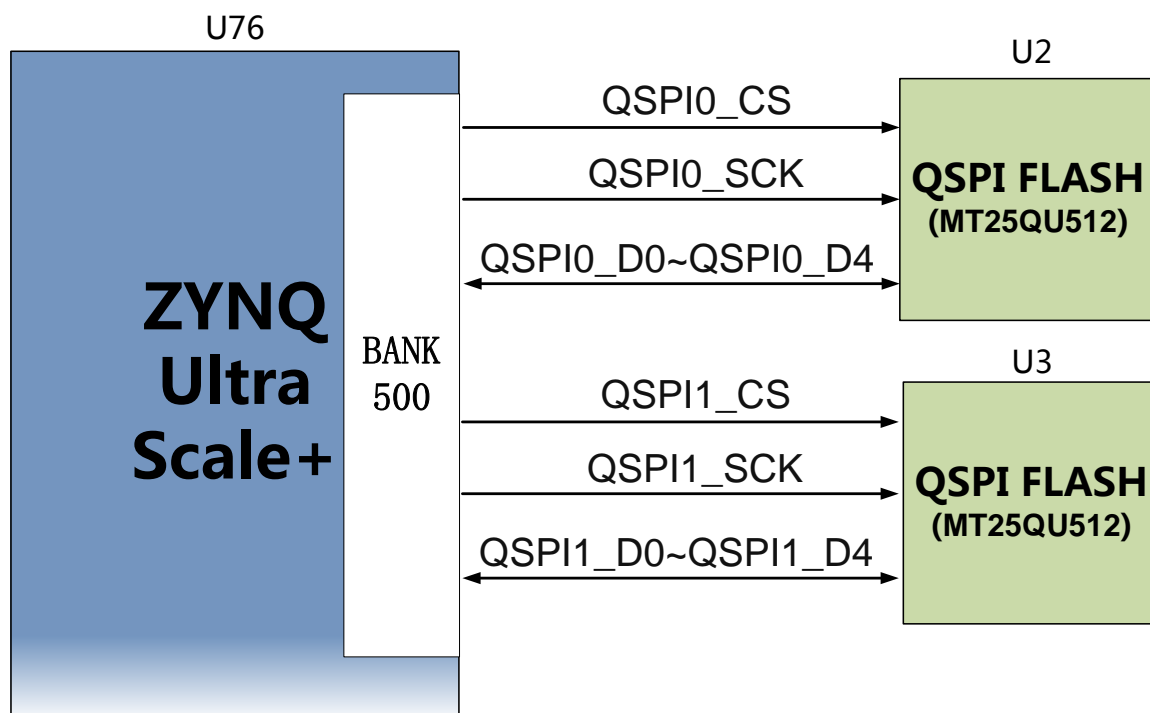 U76
ZYNQ
Ultra
Scale+
BANK
500
QSPI0_CS
QSPI0_SCK
QSPI0_D0~QSPI0_D4
QSPI1_CS
QSPI1_SCK
QSPI1_D0~QSPI1_D4
U2
QSPI FLASH
(MT25QU512)
U3
QSPI FLASH
(MT25QU512)